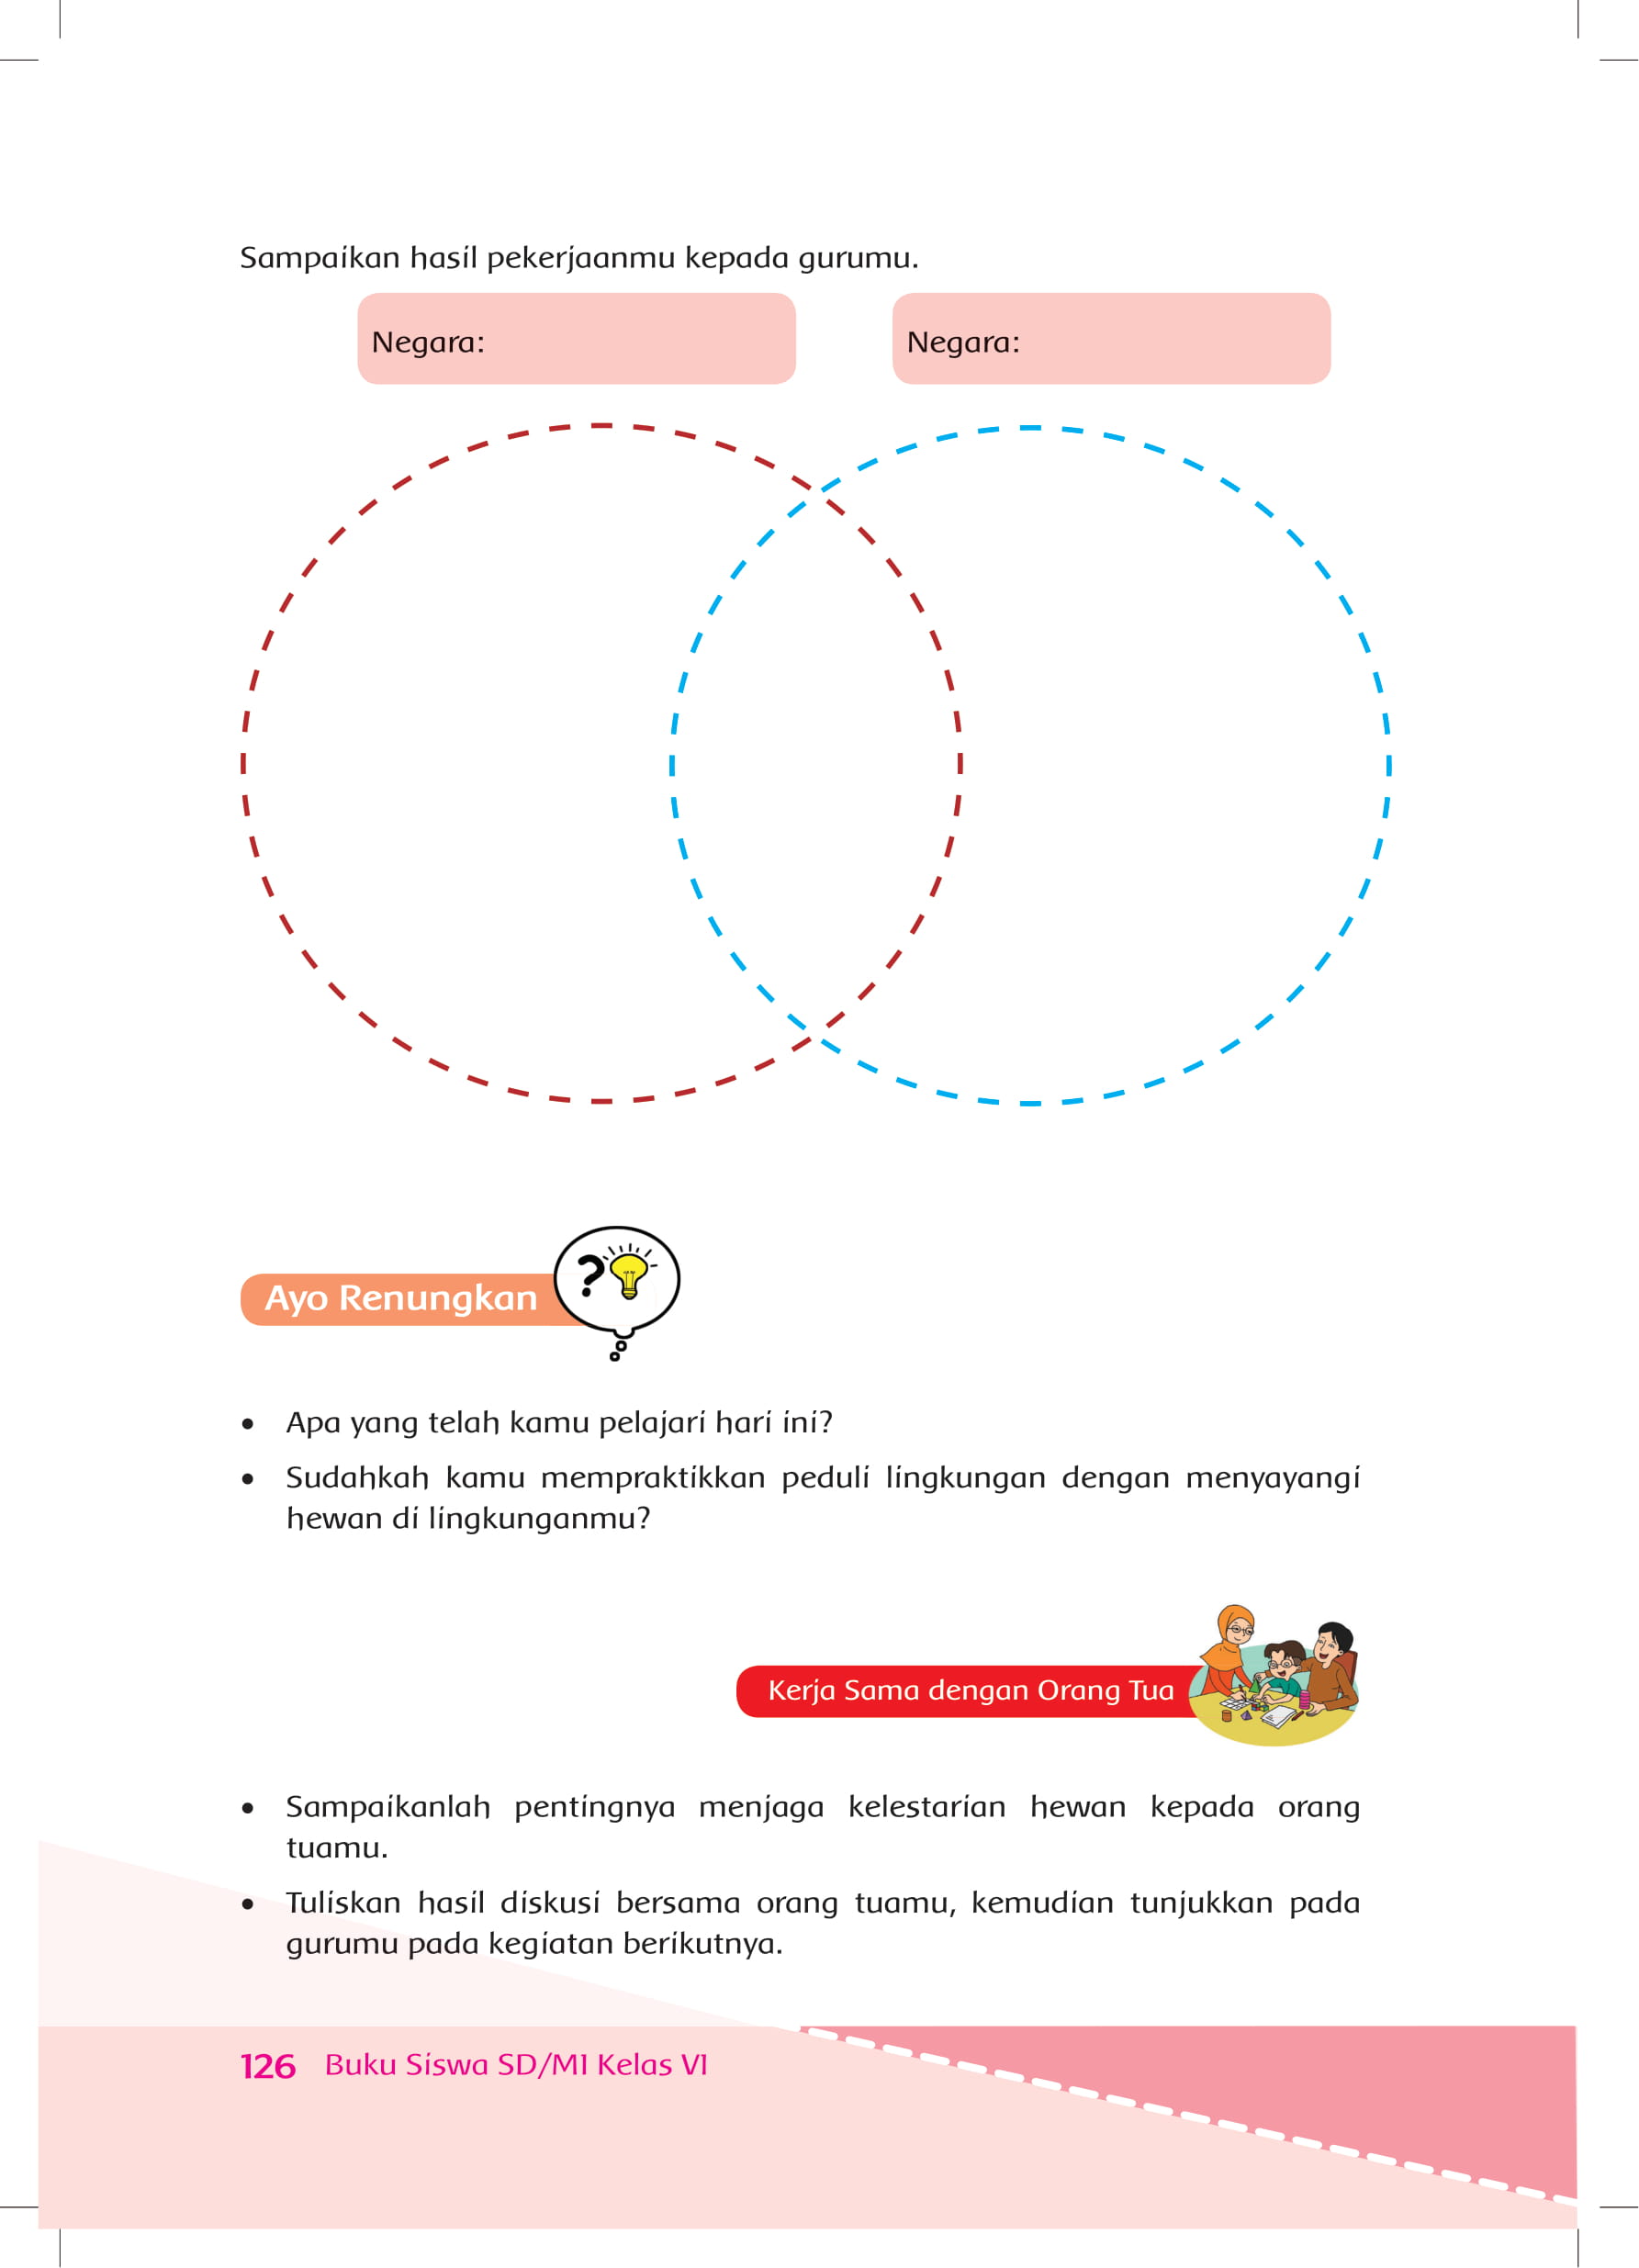 Sampaikan hasil pekerjaanmu kepada gurumu.
Negara:
Negara:
?
Ayo Renungkan
• Apa yang telah kamu pelajari hari ini?
• Sudahkah kamu mempraktikkan peduli lingkungan dengan menyayangi
hewan di lingkunganmu?
Kerja Sama dengan Orang Tua
• Sampaikanlah pentingnya menjaga kelestarian hewan kepada orang
tuamu.
• Tuliskan hasil diskusi bersama orang tuamu, kemudian tunjukkan pada
gurumu pada kegiatan berikutnya.
126 Buku Siswa SD/MI Kelas VI